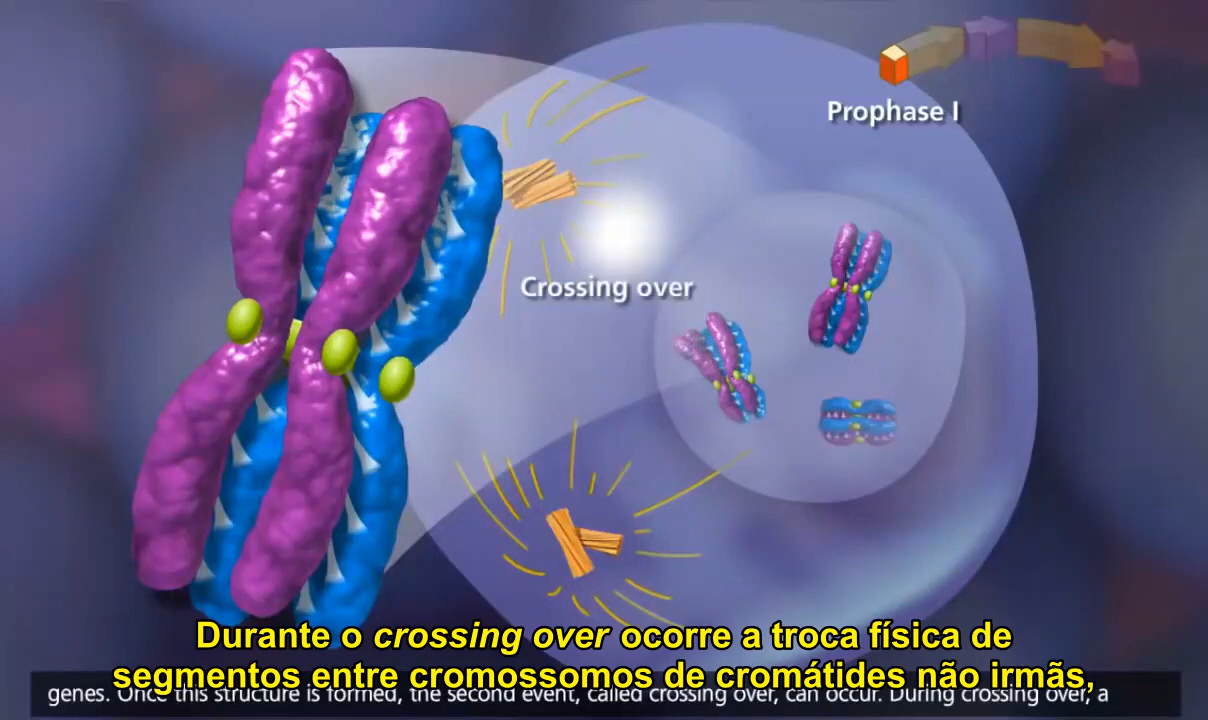 Prophase I
Crossing over
Durante o crossing over ocorre a troca física de
segmentos entre cromossomos de cromátides não irmãs,
genes. Once this structure is formed, the second event, called crossing over, can occur. During crossing over, a